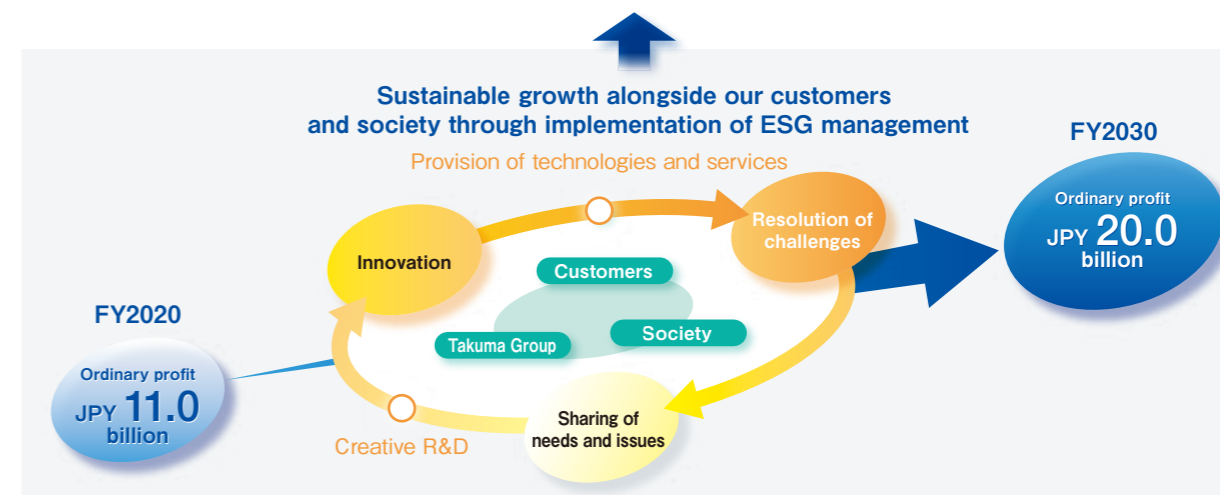 Sustainable growth alongside our customers
and society through implementation of ESG management
Provision of technologies and services
FY2030
Ordinary profit
JPY 20.0
billion
Resolution of
challenges
Innovation
Customers
Society
Takuma Group
FY2020
Ordinary profit
JPY 11.0
billion
Sharing of
needs and issues
Creative R&D